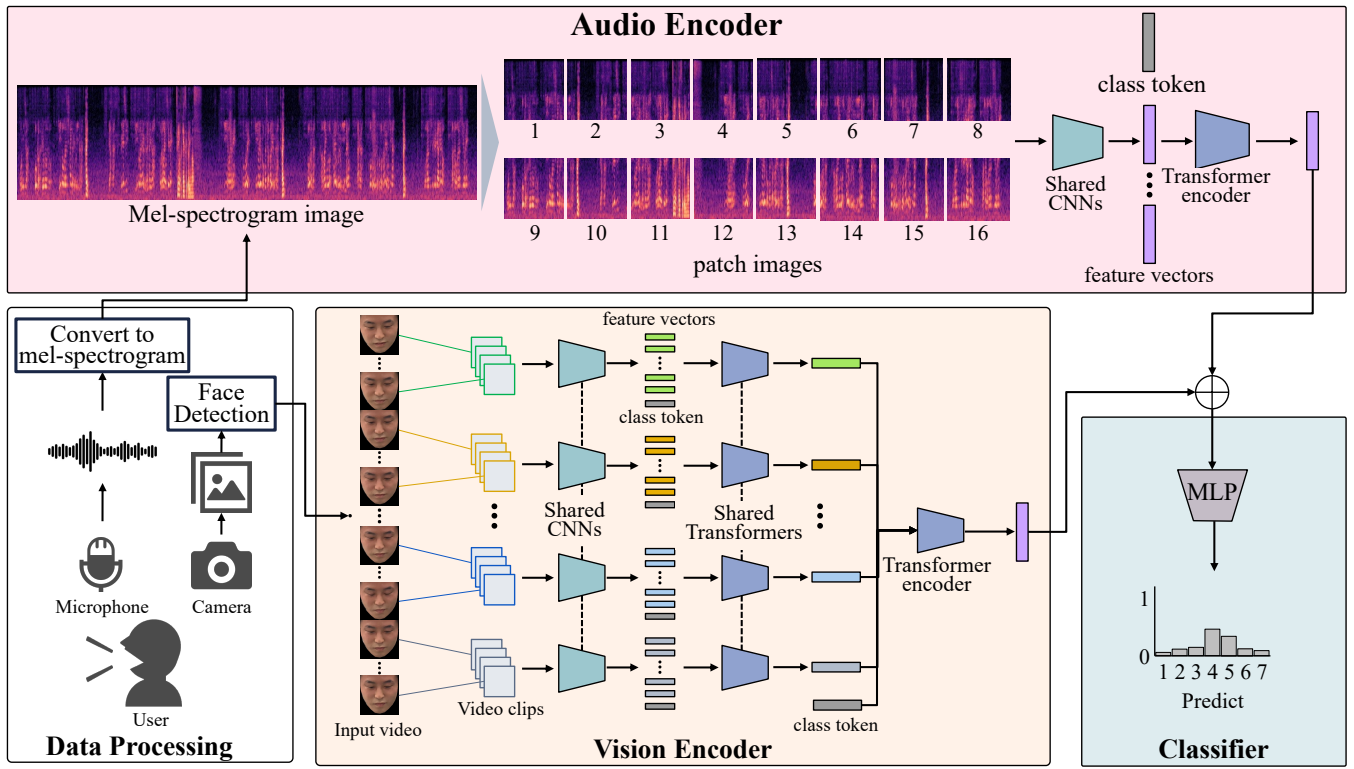 Audio Encoder
Mel-spectrogram image
1 2 3 4 5 6 7 8
9 10 11 12 13 14 15 16
patch images
Shared
CNNs
class token
feature vectors
Transformer
encoder
Convert to
mel-spectrogram
Face
Detection
Microphone
Camera
User
Data Processing
Input video
Video clips
Shared
CNNs
feature vectors
class token
Shared
Transformers
class token
Transformer
encoder
Vision Encoder
MLP
1
0
1 2 3 4 5 6 7
Predict
Classifier